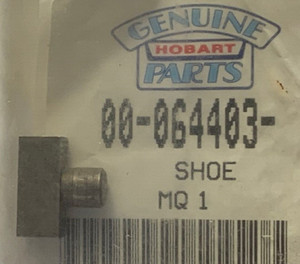 GENUINE
HOBART
PARTS
00-064403-
SHOE
MQ 1